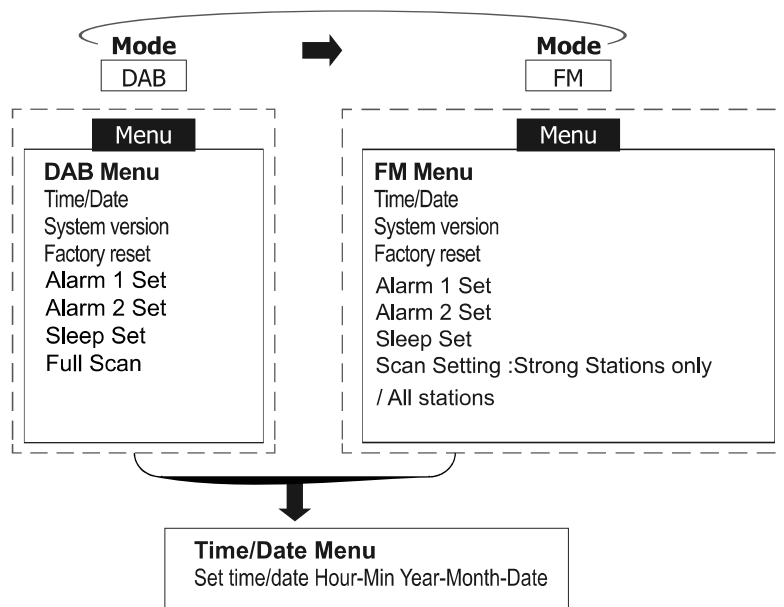 Mode
DAB
Mode
FM
Menu
DAB Menu
Time/Date
System version
Factory reset
Alarm 1 Set
Alarm 2 Set
Sleep Set
Full Scan
Menu
FM Menu
Time/Date
System version
Factory reset
Alarm 1 Set
Alarm 2 Set
Sleep Set
Scan Setting :Strong Stations only
/ All stations
Time/Date Menu
Set time/date Hour-Min Year-Month-Date